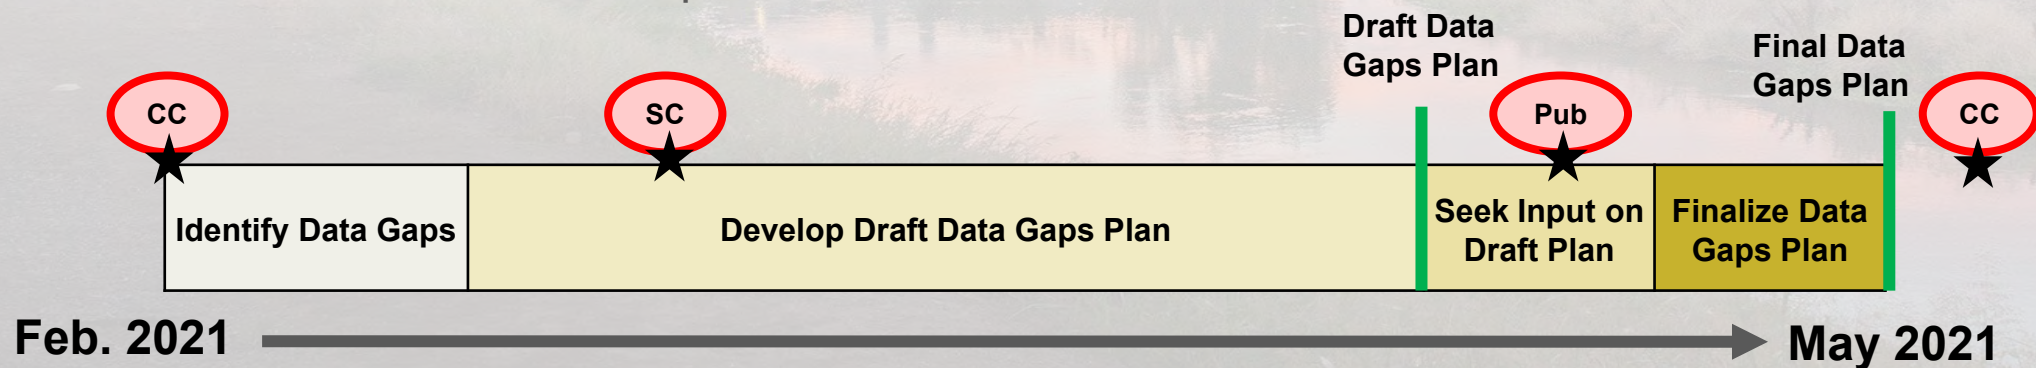 Draft Data
Gaps Plan
Final Data
Gaps Plan
CC
SC
Pub
CC
Identify Data Gaps
Develop Draft Data Gaps Plan
Seek Input on
Draft Plan
Finalize Data
Gaps Plan
Feb. 2021
May 2021